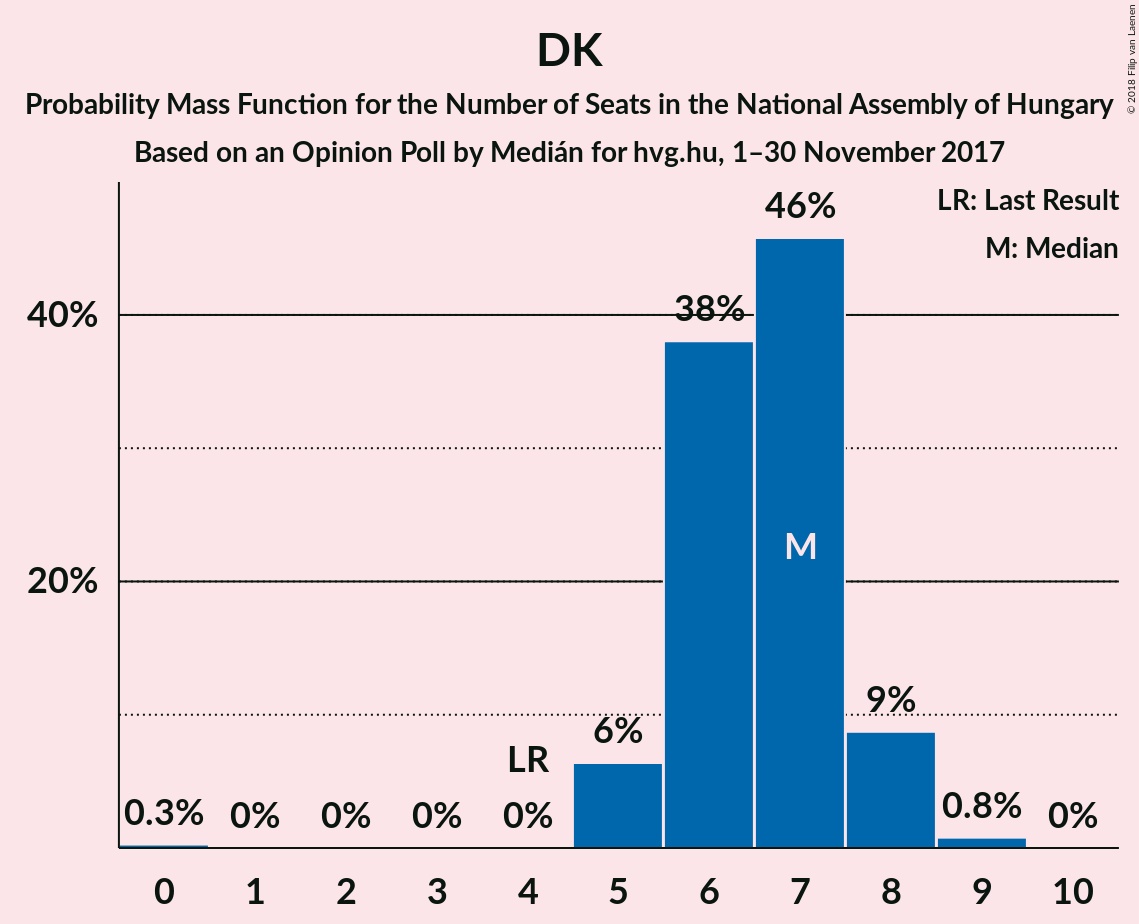 DK
Probability Mass Function for the Number of Seats in the National Assembly of Hungary
Based on an Opinion Poll by Medián for hvg.hu, 1–30 November 2017
© 2018 Filip van Laenen
LR: Last Result
M: Median
46%
38%
40%
M
20%
9%
6%
LR
0.3% 0% 0% 0% 0% 0.8% 0%
0 1 2 3 4 5 6 7 8 9 10